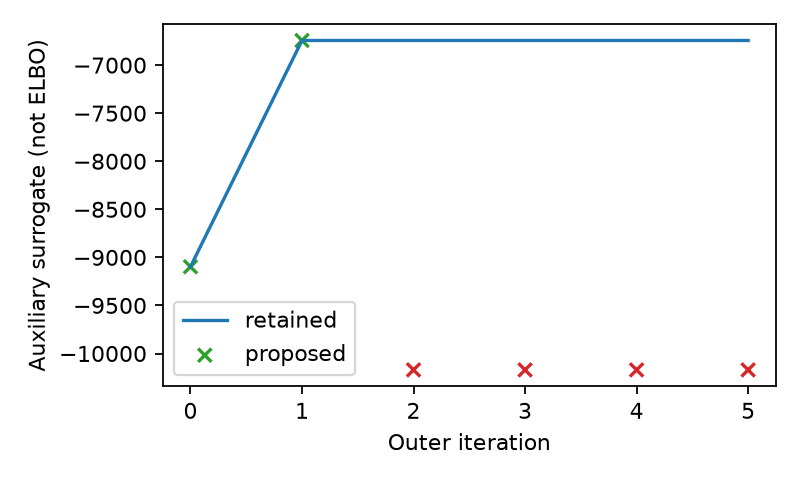 Auxiliary surrogate (not ELBO)
−7000
−7500
−8000
−8500
−9000
−9500
−10000
retained
proposed
0 1 2 3 4 5
Outer iteration